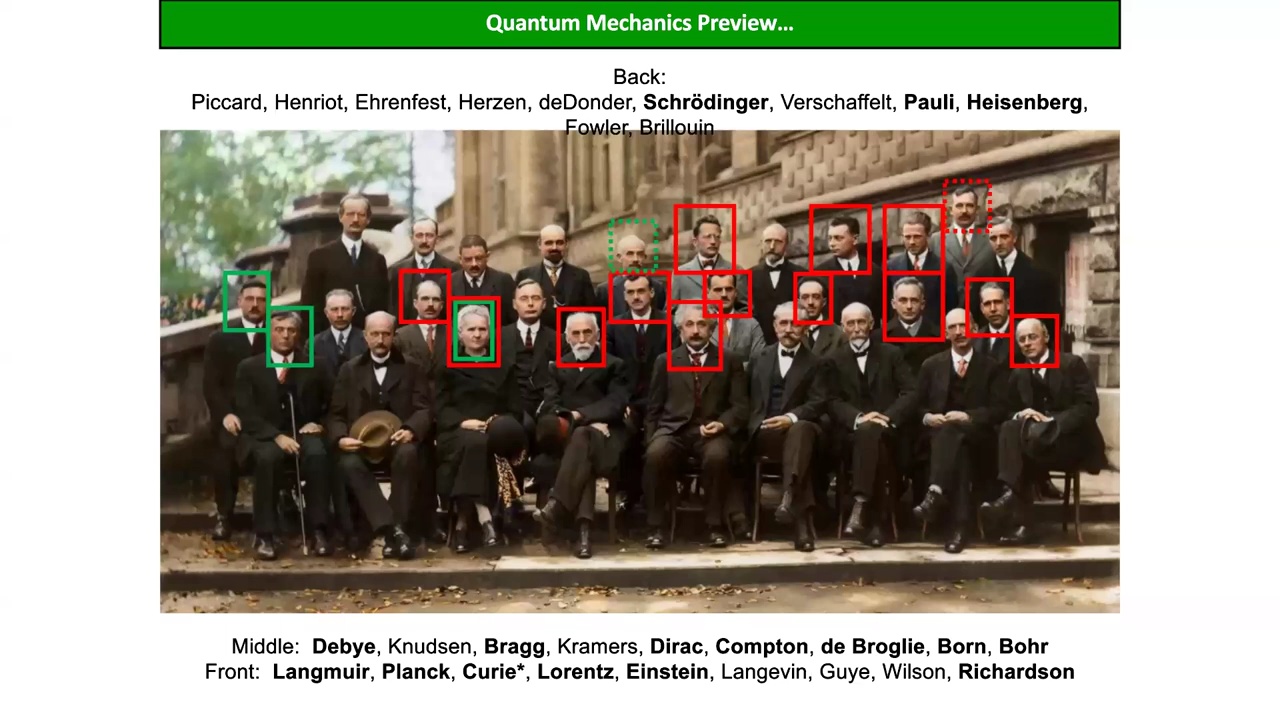 Quantum Mechanics Preview…
Back:
Piccard, Henriot, Ehrenfest, Herzen, deDonder, Schrödinger, Verschaffelt, Pauli, Heisenberg,
Fowler, Brillouin
Middle:  Debye, Knudsen, Bragg, Kramers, Dirac, Compton, de Broglie, Born, Bohr
Front:  Langmuir, Planck, Curie*, Lorentz, Einstein, Langevin, Guye, Wilson, Richardson